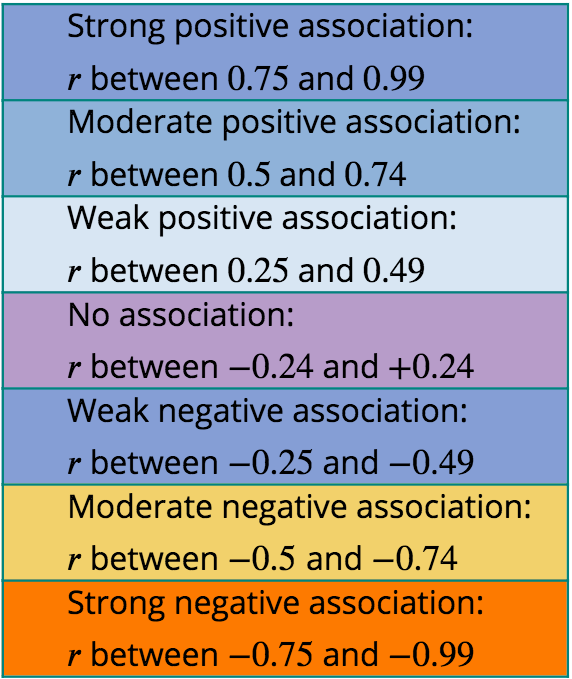 Strong positive association:
r between 0.75 and 0.99
Moderate positive association:
r between 0.5 and 0.74
Weak positive association:
r between 0.25 and 0.49
No association:
r between −0.24 and +0.24
Weak negative association:
r between −0.25 and −0.49
Moderate negative association:
r between −0.5 and −0.74
Strong negative association:
r between −0.75 and −0.99